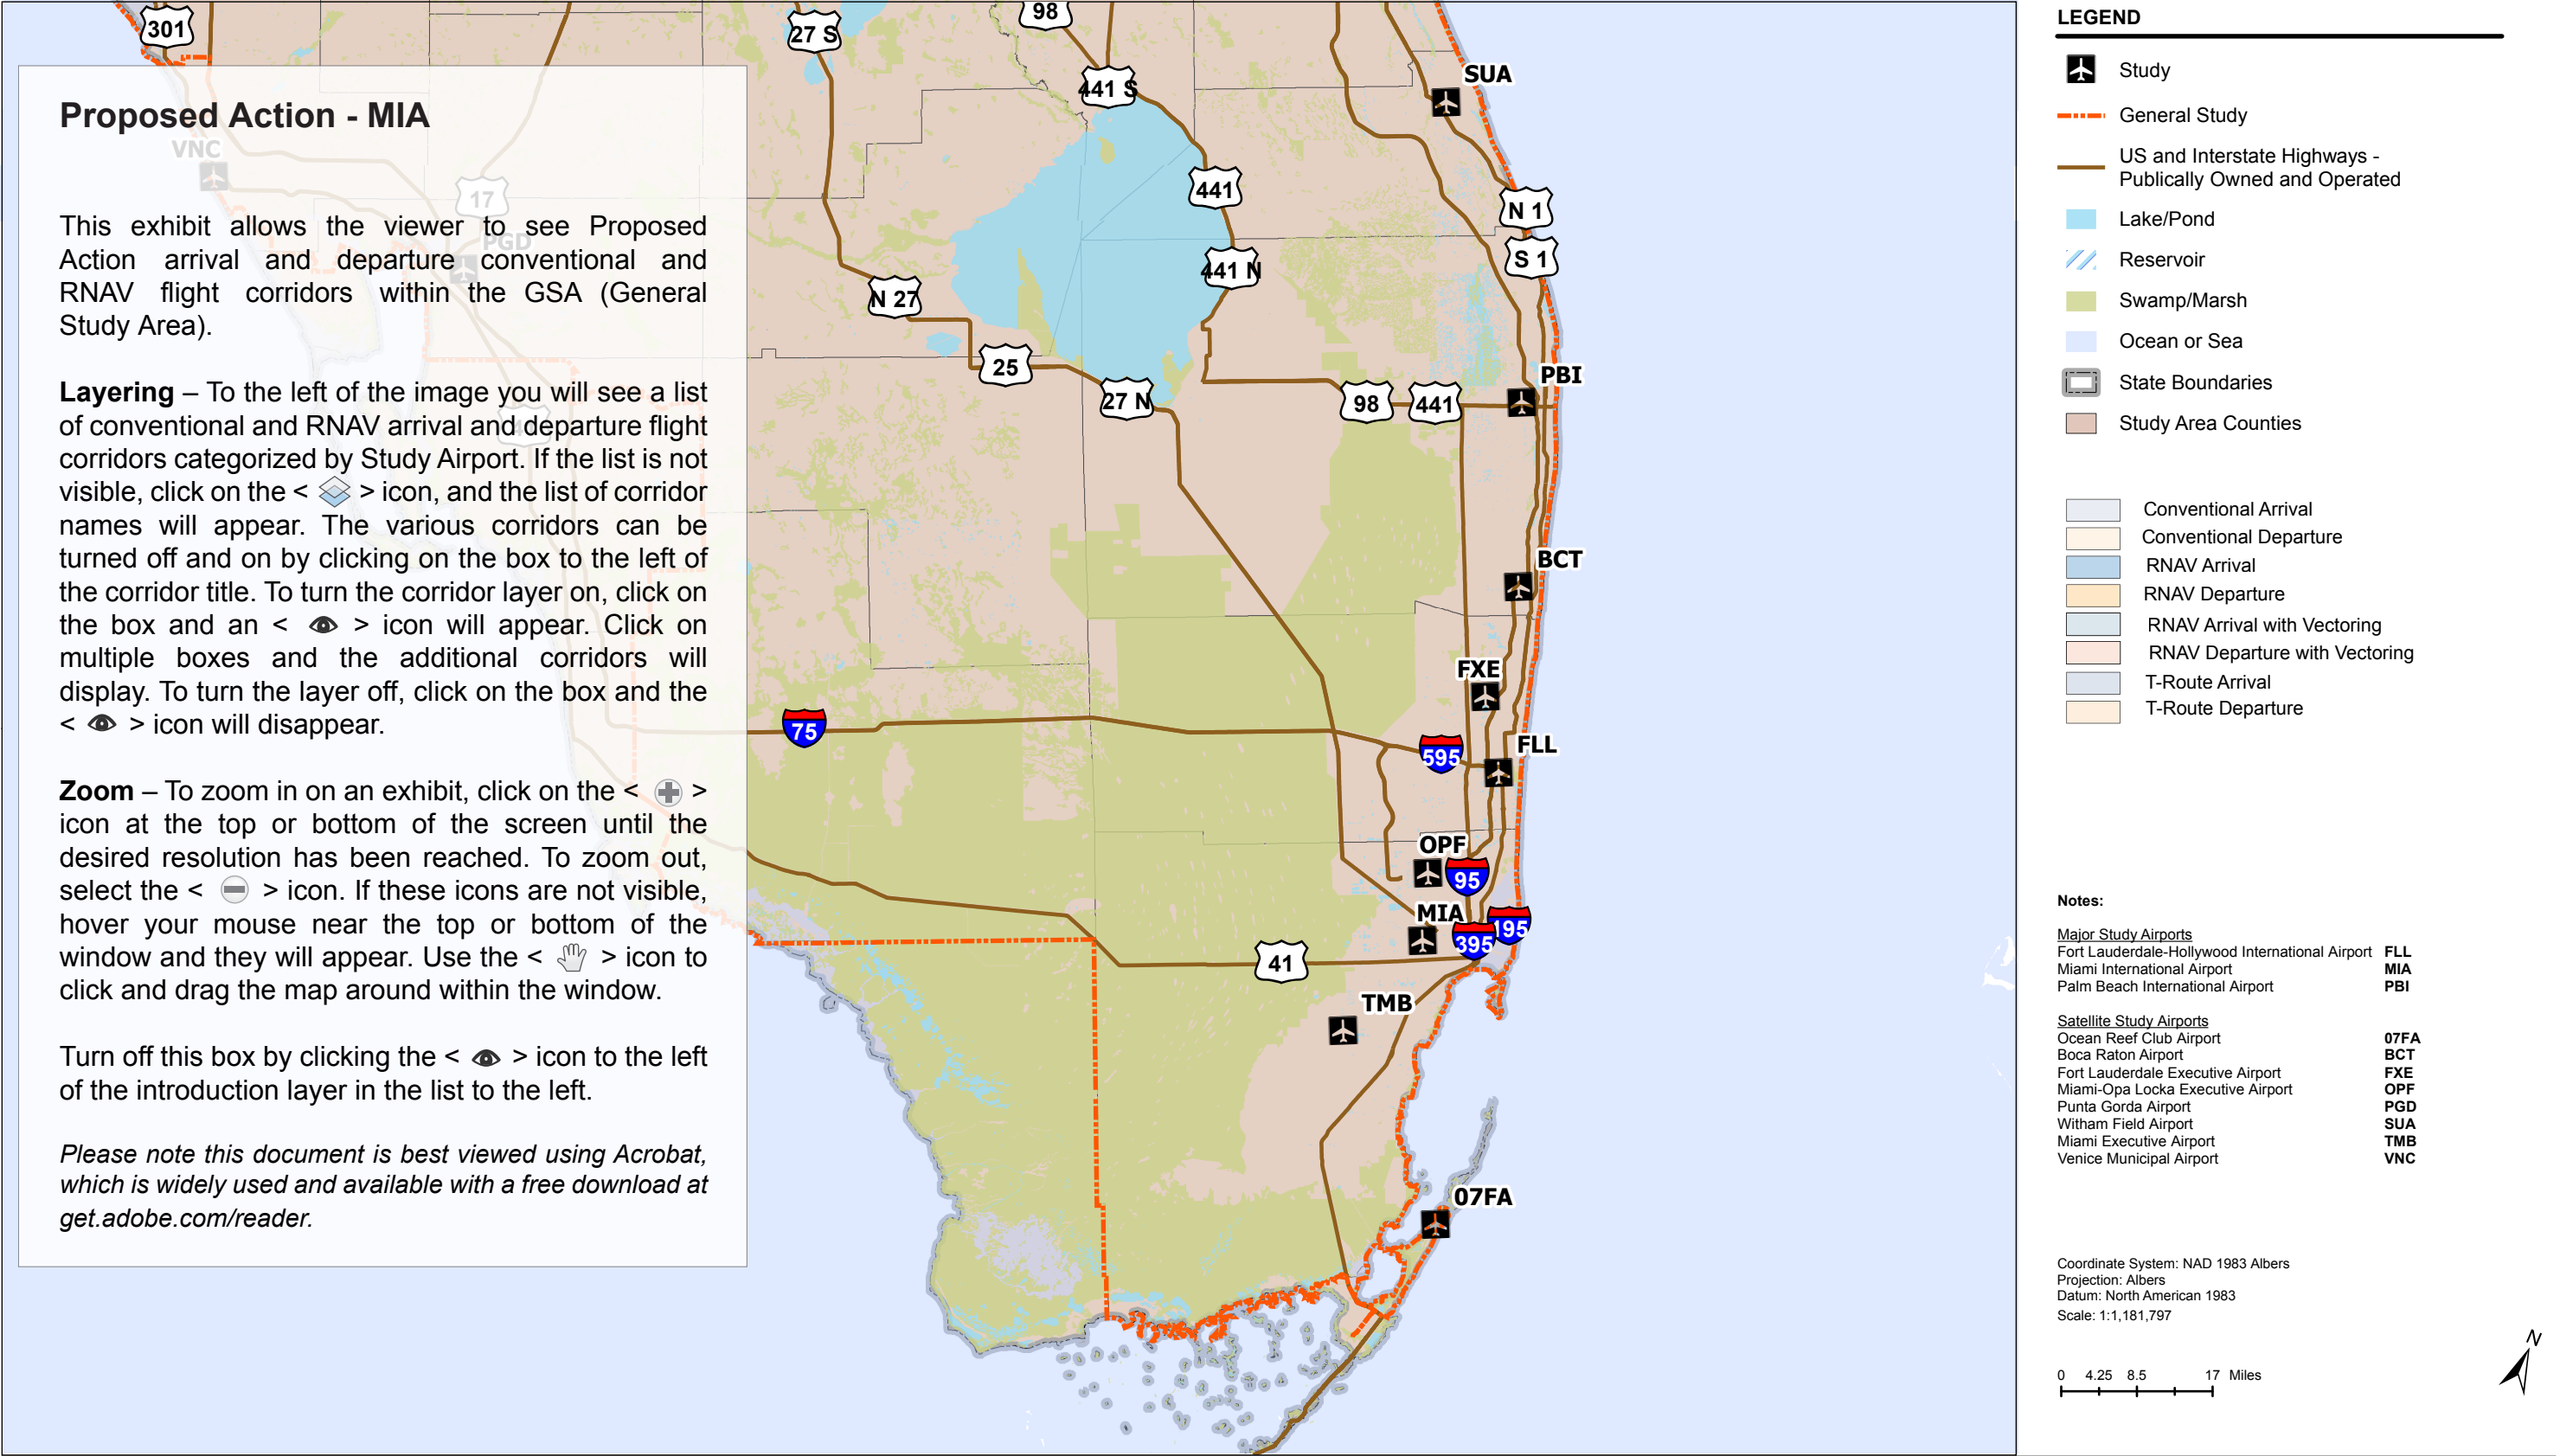 Proposed Action - MIA
This exhibit allows the viewer to see Proposed
Action arrival and departure conventional and
RNAV flight corridors within the GSA (General
Study Area).
Layering – To the left of the image you will see a list
of conventional and RNAV arrival and departure flight
corridors categorized by Study Airport. If the list is not
visible, click on the < > icon, and the list of corridor
names will appear. The various corridors can be
turned off and on by clicking on the box to the left of
the corridor title. To turn the corridor layer on, click on
the box and an < > icon will appear. Click on
multiple boxes and the additional corridors will
display. To turn the layer off, click on the box and the
< > icon will disappear.
Zoom – To zoom in on an exhibit, click on the < >
icon at the top or bottom of the screen until the
desired resolution has been reached. To zoom out,
select the < > icon. If these icons are not visible,
hover your mouse near the top or bottom of the
window and they will appear. Use the < > icon to
click and drag the map around within the window.
Turn off this box by clicking the < > icon to the left
of the introduction layer in the list to the left.
Please note this document is best viewed using Acrobat,
which is widely used and available with a free download at
get.adobe.com/reader.
301
VNC
17
PGD
27 S
98
441 S
SUA
441
N 1
441 N
S 1
N 27
25
27 N
98
441
PBI
BCT
FXE
75
595
FLL
OPF
95
MIA
395
195
41
TMB
07FA
LEGEND
Study
General Study
US and Interstate Highways -
Publically Owned and Operated
Lake/Pond
Reservoir
Swamp/Marsh
Ocean or Sea
State Boundaries
Study Area Counties
Conventional Arrival
Conventional Departure
RNAV Arrival
RNAV Departure
RNAV Arrival with Vectoring
RNAV Departure with Vectoring
T-Route Arrival
T-Route Departure
Notes:
Major Study Airports
Fort Lauderdale-Hollywood International Airport FLL
Miami International Airport MIA
Palm Beach International Airport PBI
Satellite Study Airports
Ocean Reef Club Airport 07FA
Boca Raton Airport BCT
Fort Lauderdale Executive Airport FXE
Miami-Opa Locka Executive Airport OPF
Punta Gorda Airport PGD
Witham Field Airport SUA
Miami Executive Airport TMB
Venice Municipal Airport VNC
Coordinate System: NAD 1983 Albers
Projection: Albers
Datum: North American 1983
Scale: 1:1,181,797
0 4.25 8.5 17 Miles
N